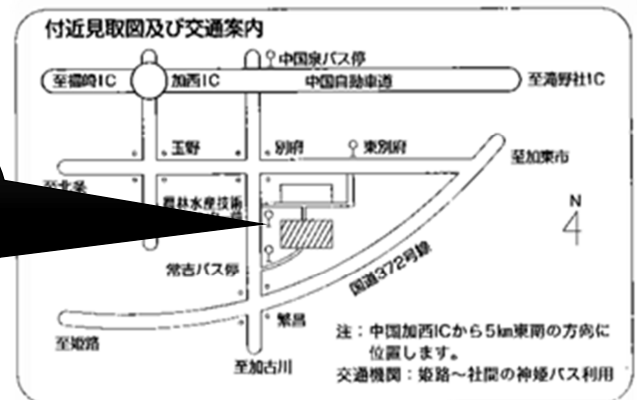 付近見取図及び交通案内
中国泉バス停
至福崎IC
加西IC
中国自動車道
至滝野社IC
玉野
別府
東別府
至加東市
至北条
農林水産技術
N
常吉バス停
国道372号線
繁昌
至姫路
至加古川
注：中国加西ICから5㎞東南の方向に
位置します。
交通機関：姫路～社間の神姫バス利用